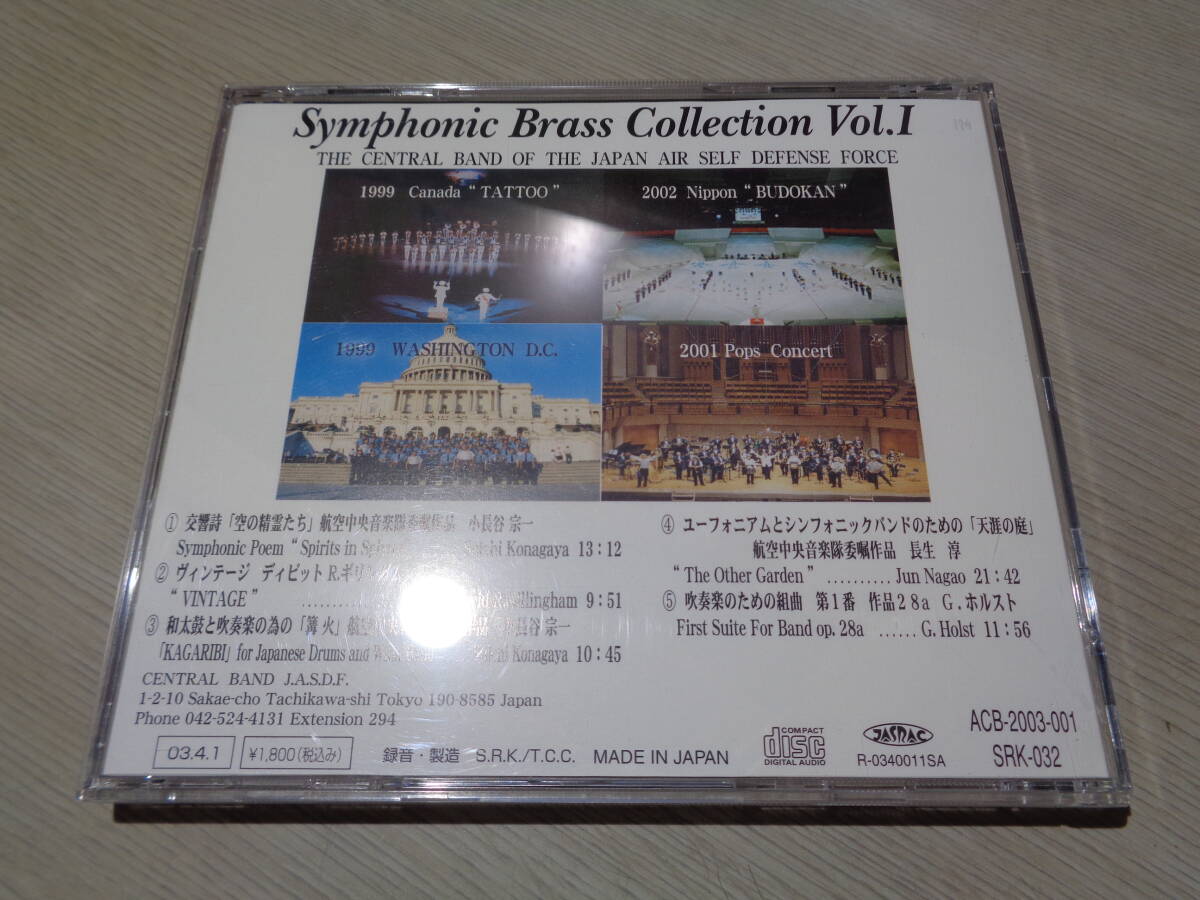 Symphonic Brass Collection Vol.I
THE CENTRAL BAND OF THE JAPAN AIR SELF DEFENSE FORCE
1999 Canada “TATTOO”
2002 Nippon “BUDOKAN”
1999 WASHINGTON D.C.
2001 Pops Concert
① 交響詩「空の精霊たち」航空中央音楽隊委嘱作品 小長谷 宗一
Symphonic Poem “Spirits in Konagaya 13:12
② ヴィンテージ デイビット R.ギリン
“VINTAGE” .......... illingham 9:51
③ 和太鼓と吹奏楽の為の「篝火」 長谷 宗一
「KAGARIBI」for Japanese Drums and Konagaya 10:45
④ ユーフォニアムとシンフォニックバンドのための「天涯の庭」
航空中央音楽隊委嘱作品 長生 淳
“The Other Garden” .......... Jun Nagao 21:42
⑤ 吹奏楽のための組曲 第1番 作品28a G.ホルスト
First Suite For Band op.28a ...... G.Holst 11:56
CENTRAL BAND J.A.S.D.F.
1-2-10 Sakae-cho Tachikawa-shi Tokyo 190-8585 Japan
Phone 042-524-4131 Extension 294
03.4.1 ¥1,800(税込み) 録音・製造 S.R.K./T.C.C. MADE IN JAPAN
COMPACT disc DIGITAL AUDIO
JASRAC
R-0340011SA
ACB-2003-001
SRK-032